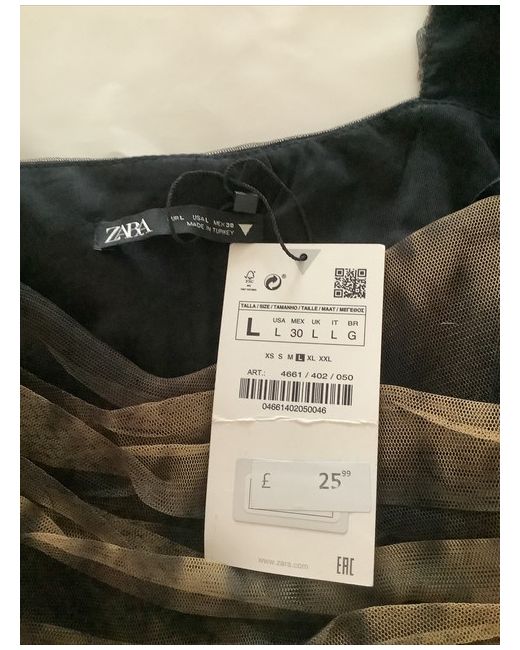 ZARA
EUR L USA L MEX 30
MADE IN TURKEY
FSC
TALLA / SIZE / TAMANHO / TAILLE / MAAT / ΜΕΓΕΘΟΣ
L
USA MEX UK IT BR
L 30 L L G
XS S M L XL XXL
ART.: 4661 / 402 / 050
04661402050046
£ 25 99
www.zara.com
EAC